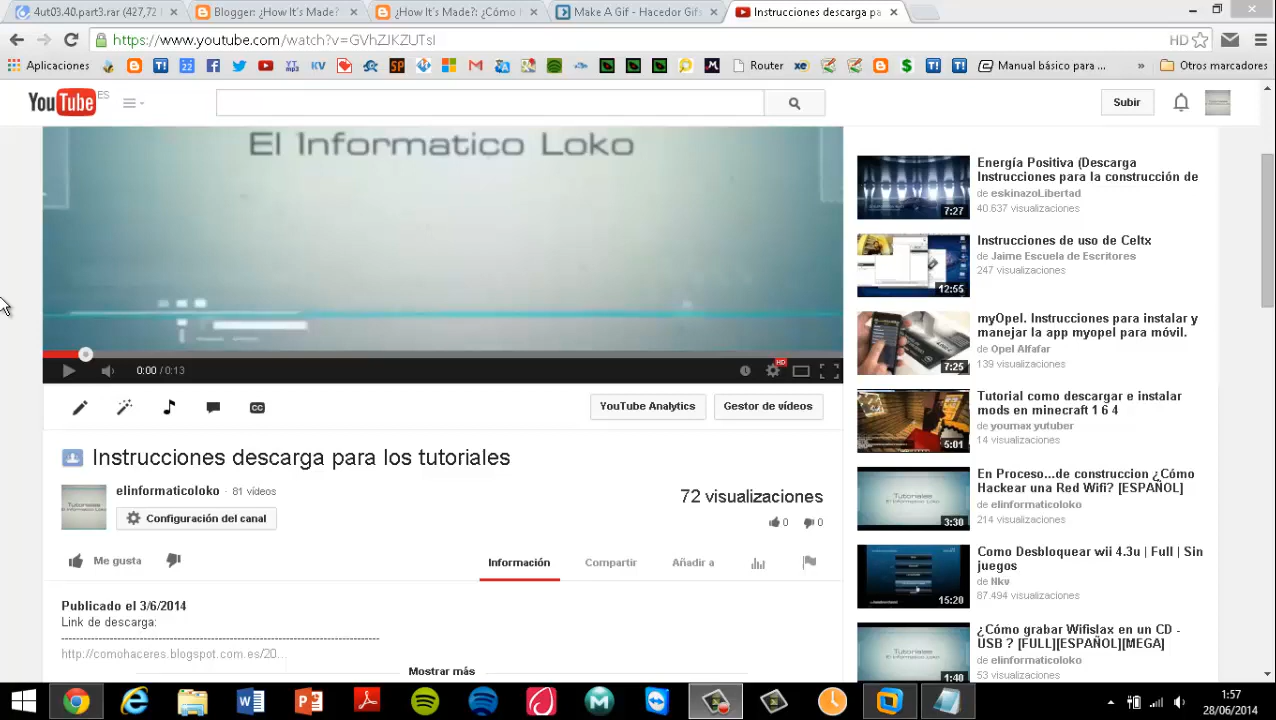 4ut03.40.part3.rar (427,72
Blogger: ¿How It's Made?:
¿How It's Made?: ¿Cómo
Make A Gif - Hacedor Gif
Instrucciones descarga pa
https://www.youtube.com/watch?v=GVhZJKZUTsI
HD
Aplicaciones
Router
Manual básico para ...
»
Otros marcadores
YouTube ES
Subir
El Informatico Loko
0:00 / 0:13
HD
YouTube Analytics
Gestor de vídeos
Instrucciones descarga para los tutoriales
elinformaticoloko · 81 vídeos
Configuración del canal
72 visualizaciones
0 0
Me gusta
Información
Compartir
Añadir a
Publicado el 3/6/2014
Link de descarga:
--------------------------------------------------------------------------------
http://comohaceres.blogspot.com.es/20...
Mostrar más
Energía Positiva (Descarga
Instrucciones para la construcción de
de eskinazoLibertad
40.637 visualizaciones
7:27
Instrucciones de uso de Celtx
de Jaime Escuela de Escritores
247 visualizaciones
12:55
myOpel. Instrucciones para instalar y
manejar la app myopel para móvil.
de Opel Alfafar
139 visualizaciones
7:25
Tutorial como descargar e instalar
mods en minecraft 1 6 4
de youmax yutuber
14 visualizaciones
5:01
En Proceso...de construccion ¿Cómo
Hackear una Red Wifi? [ESPAÑOL]
de elinformaticoloko
214 visualizaciones
3:30
Como Desbloquear wii 4.3u | Full | Sin
juegos
de Nkv
87.494 visualizaciones
15:20
¿Cómo grabar Wifislax en un CD -
USB ? [FULL][ESPAÑOL][MEGA]
de elinformaticoloko
53 visualizaciones
1:40
1:57
28/06/2014